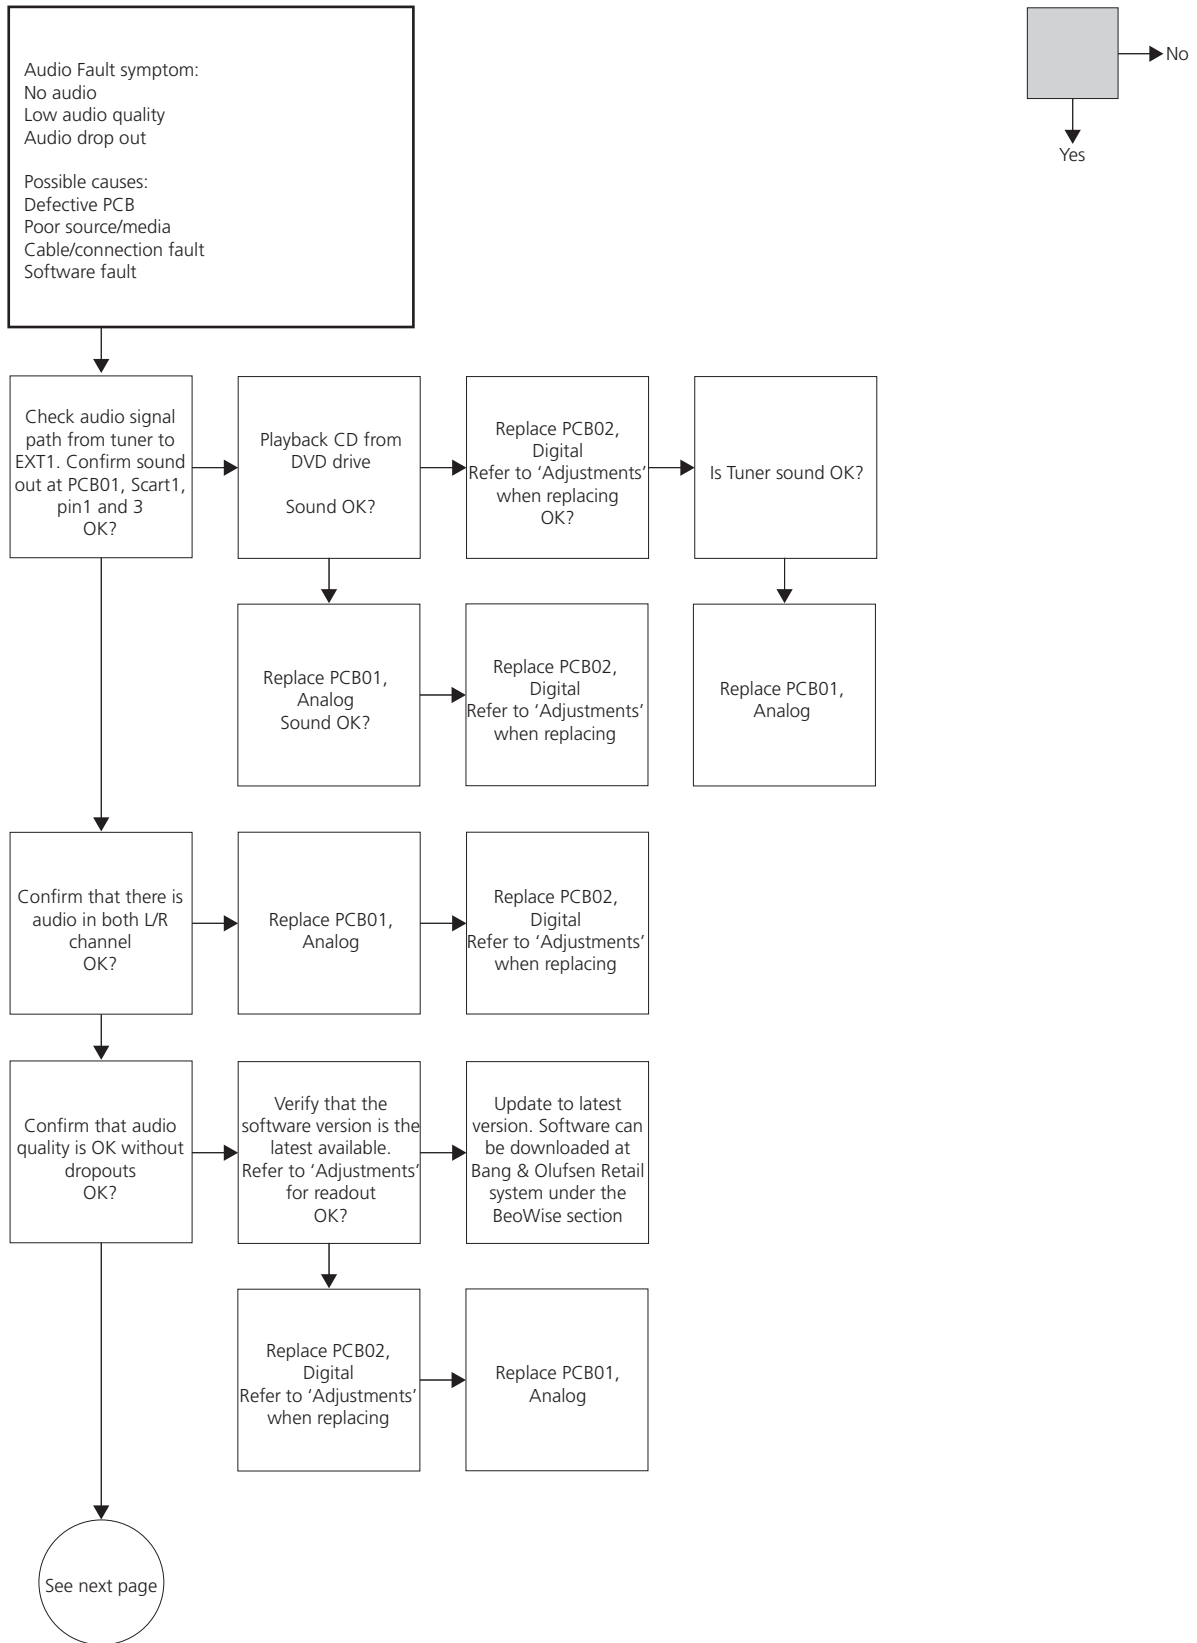 Audio Fault symptom:
No audio
Low audio quality
Audio drop out
Possible causes:
Defective PCB
Poor source/media
Cable/connection fault
Software fault
No
Yes
Check audio signal
path from tuner to
EXT1. Confirm sound
out at PCB01, Scart1,
pin1 and 3
OK?
Playback CD from
DVD drive
Sound OK?
Replace PCB02,
Digital
Refer to ‘Adjustments’
when replacing
OK?
Is Tuner sound OK?
Replace PCB01,
Analog
Sound OK?
Replace PCB02,
Digital
Refer to ‘Adjustments’
when replacing
Replace PCB01,
Analog
Confirm that there is
audio in both L/R
channel
OK?
Replace PCB01,
Analog
Replace PCB02,
Digital
Refer to ‘Adjustments’
when replacing
Confirm that audio
quality is OK without
dropouts
OK?
Verify that the
software version is the
latest available.
Refer to ‘Adjustments’
for readout
OK?
Update to latest
version. Software can
be downloaded at
Bang & Olufsen Retail
system under the
BeoWise section
Replace PCB02,
Digital
Refer to ‘Adjustments’
when replacing
Replace PCB01,
Analog
See next page